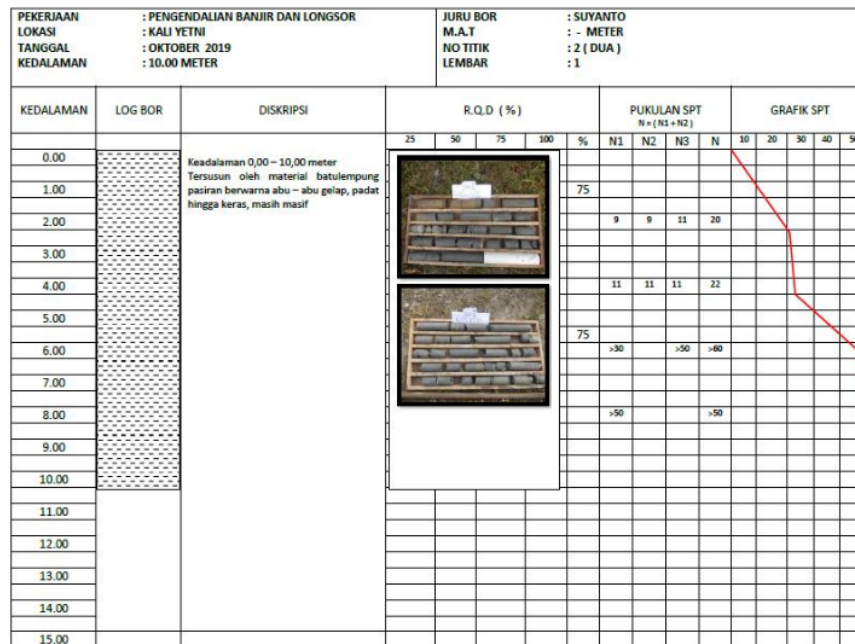 PEKERJAAN : PENGENDALIAN BANJIR DAN LONGSOR
LOKASI : KALI YETNI
TANGGAL : OKTOBER 2019
KEDALAMAN : 10.00 METER
JURU BOR : SUYANTO
M.A.T : - METER
NO TITIK : 2 ( DUA )
LEMBAR : 1
KEDALAMAN LOG BOR DISKRIPSI R.Q.D ( % ) PUKULAN SPT GRAFIK SPT
N = ( N1 + N2 )
25 50 75 100 % N1 N2 N3 N 10 20 30 40
0.00
Keadalaman 0,00 – 10,00 meter
Tersusun oleh material batulempung
pasiran berwarna abu – abu gelap, padat
hingga keras, masih masif
1.00 75
2.00 9 9 11 20
3.00
4.00 11 11 11 22
5.00
75
6.00 >30 >50 >60
7.00
8.00 >50 >50
9.00
10.00
11.00
12.00
13.00
14.00
15.00